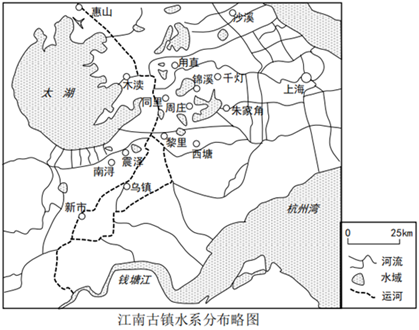 惠山
沙溪
甪直
木渎
锦溪
千灯
太湖
上海
同里
周庄
朱家角
黎里
西塘
震泽
南浔
乌镇
新市
杭州湾
钱塘江
0 25km
河流
水域
运河
江南古镇水系分布略图